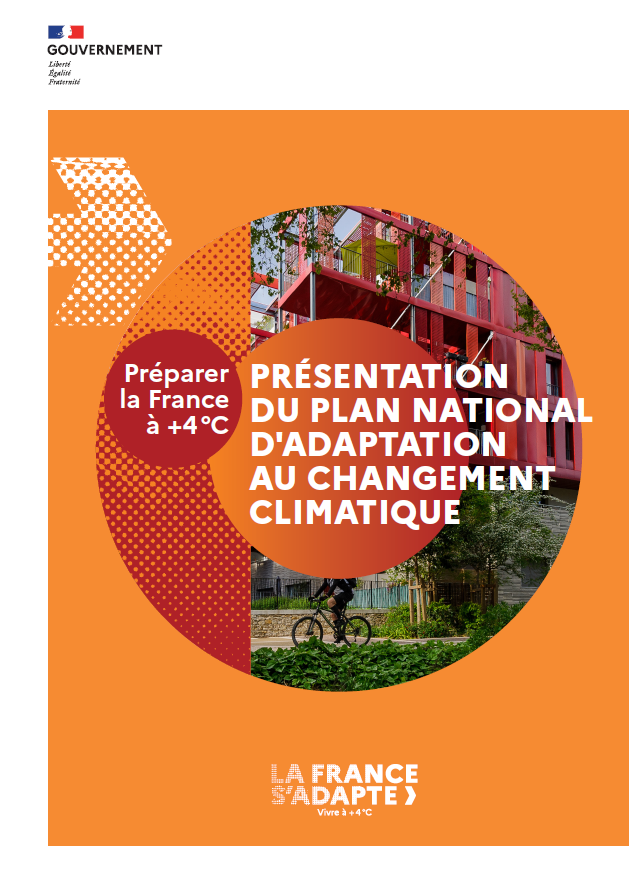 GOUVERNEMENT
Liberté
Égalité
Fraternité
Préparer
la France
à +4°C
PRÉSENTATION
DU PLAN NATIONAL
D'ADAPTATION
AU CHANGEMENT
CLIMATIQUE
LA FRANCE
S'ADAPTE
Vivre à +4°C